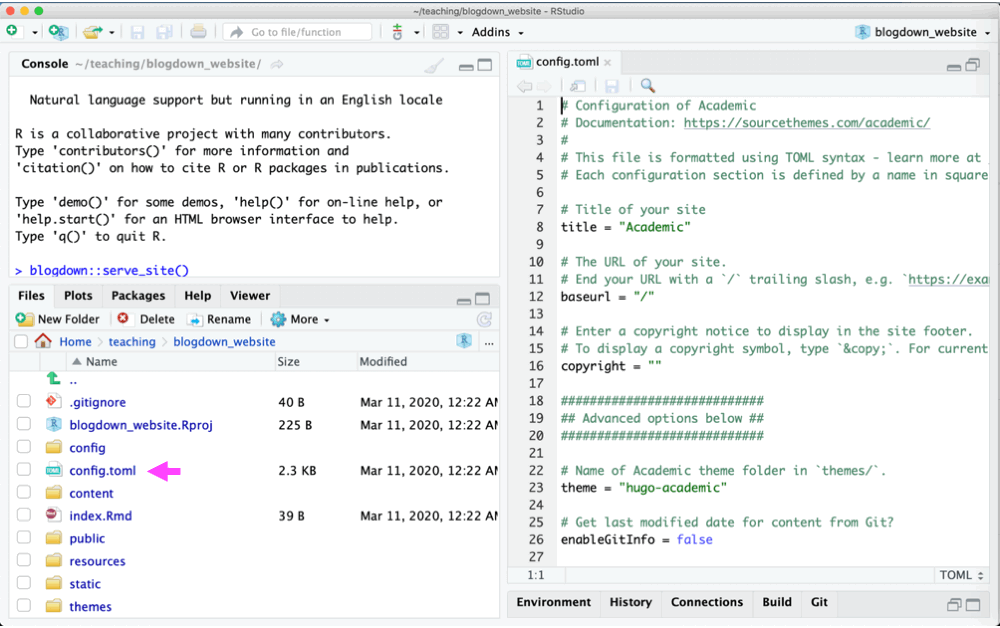 ~/teaching/blogdown_website - RStudio
Go to file/function
Addins
blogdown_website
Console ~/teaching/blogdown_website/
Natural language support but running in an English locale
R is a collaborative project with many contributors.
Type 'contributors()' for more information and
'citation()' on how to cite R or R packages in publications.
Type 'demo()' for some demos, 'help()' for on-line help, or
'help.start()' for an HTML browser interface to help.
Type 'q()' to quit R.
> blogdown::serve_site()
Files Plots Packages Help Viewer
New Folder Delete Rename More
Home teaching blogdown_website ...
Name Size Modified
..
.gitignore 40 B Mar 11, 2020, 12:22 AM
blogdown_website.Rproj 225 B Mar 11, 2020, 12:22 AM
config
config.toml 2.3 KB Mar 11, 2020, 12:22 AM
content
index.Rmd 39 B Mar 11, 2020, 12:22 AM
public
resources
static
themes
config.toml
1 # Configuration of Academic
2 # Documentation: https://sourcethemes.com/academic/
3 #
4 # This file is formatted using TOML syntax - learn more at
5 # Each configuration section is defined by a name in square
6
7 # Title of your site
8 title = "Academic"
9
10 # The URL of your site.
11 # End your URL with a `/` trailing slash, e.g. `https://exa
12 baseurl = "/"
13
14 # Enter a copyright notice to display in the site footer.
15 # To display a copyright symbol, type `&copy;`. For current
16 copyright = ""
17
18 ############################
19 ## Advanced options below ##
20 ############################
21
22 # Name of Academic theme folder in `themes/`.
23 theme = "hugo-academic"
24
25 # Get last modified date for content from Git?
26 enableGitInfo = false
27
1:1 TOML
Environment History Connections Build Git